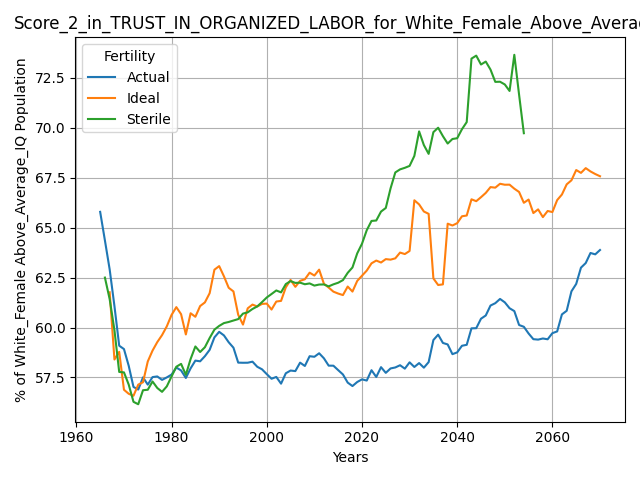 Score_2_in_TRUST_IN_ORGANIZED_LABOR_for_White_Female_Above_Avera
Fertility
Actual
Ideal
Sterile
% of White_Female Above_Average_IQ Population
72.5
70.0
67.5
65.0
62.5
60.0
57.5
1960
1980
2000
2020
2040
2060
Years